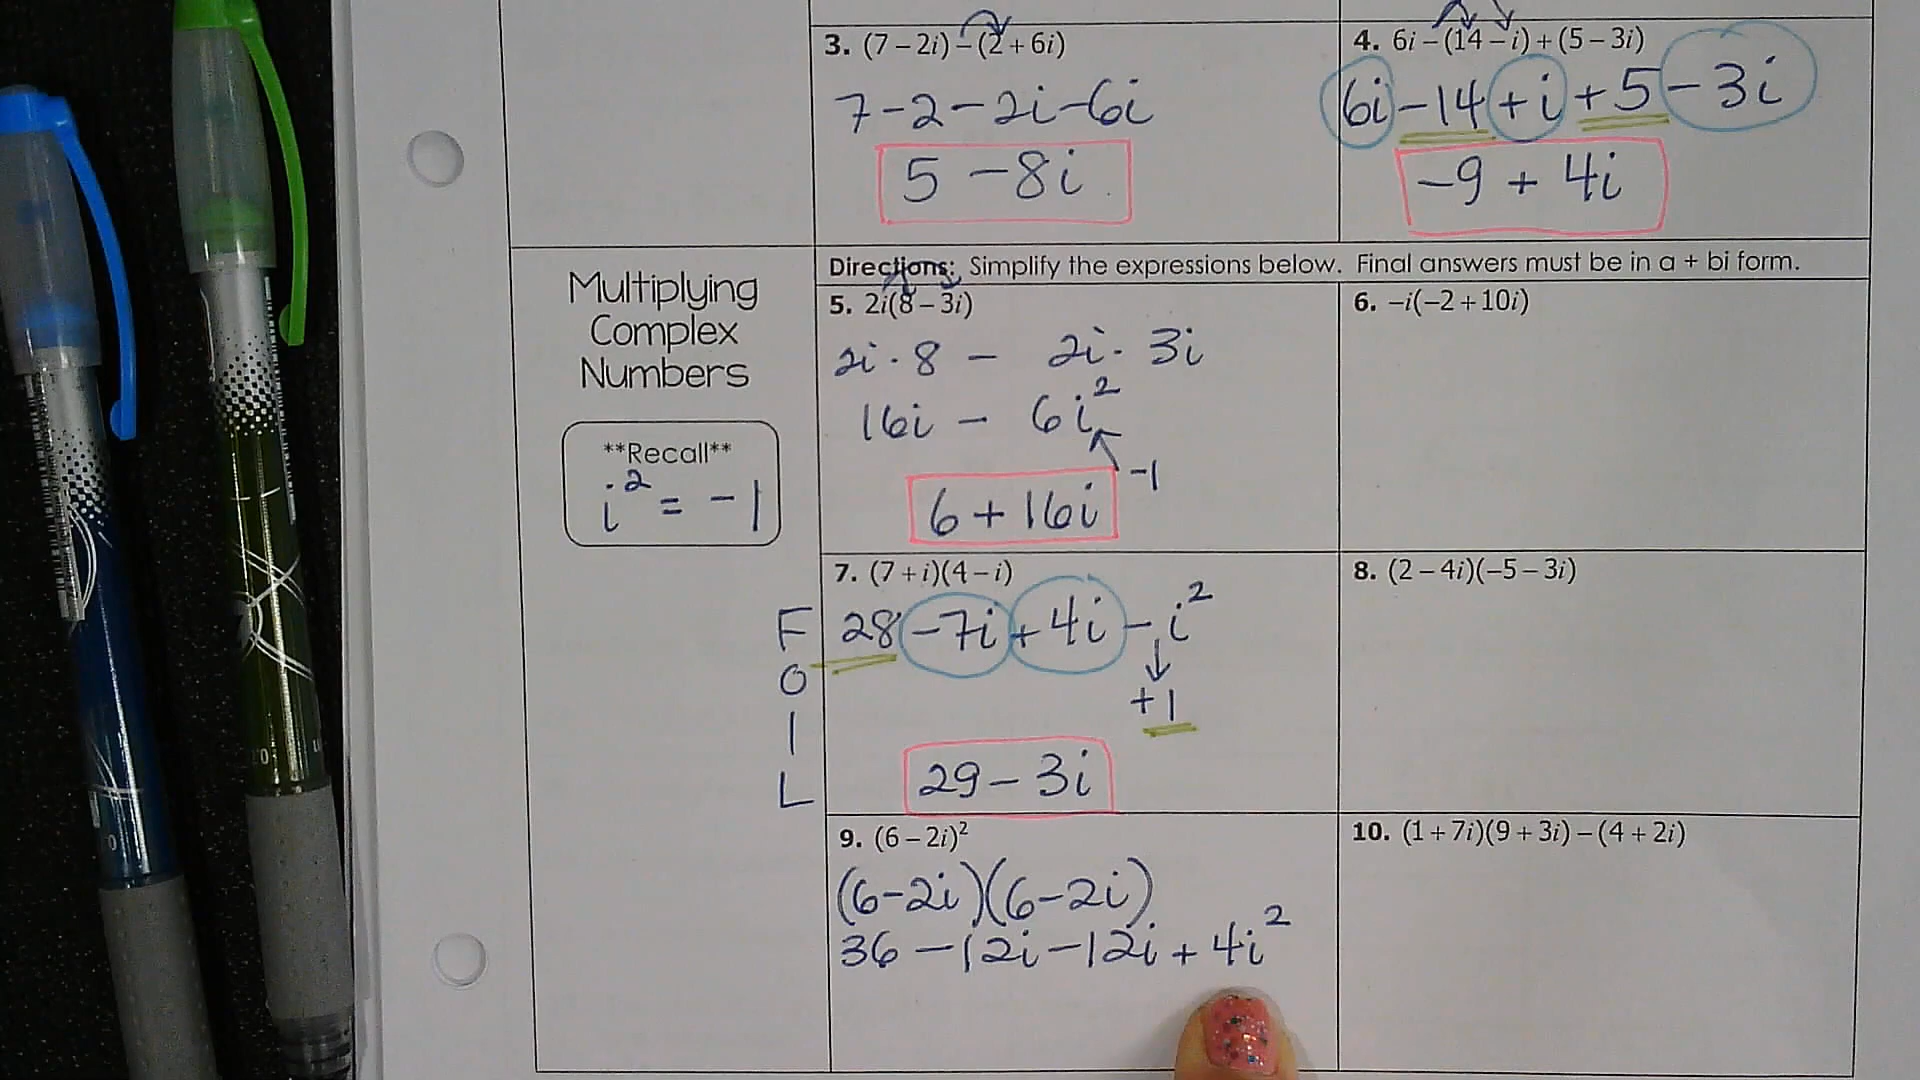 3. (7 – 2i) – (2 + 6i)
7 - 2 - 2i - 6i
5 - 8i
4. 6i – (14 – i) + (5 – 3i)
6i - 14 + i + 5 - 3i
-9 + 4i
Multiplying
Complex
Numbers
**Recall**
i² = -1
Directions: Simplify the expressions below. Final answers must be in a + bi form.
5. 2i(8 – 3i)
2i · 8 - 2i · 3i
16i - 6i²
-1
6 + 16i
6. –i(–2 + 10i)
7. (7 + i)(4 – i)
F
O
I
L
28 - 7i + 4i - i²
+1
29 - 3i
8. (2 – 4i)(–5 – 3i)
9. (6 – 2i)²
(6-2i)(6-2i)
36 - 12i - 12i + 4i²
10. (1 + 7i)(9 + 3i) – (4 + 2i)